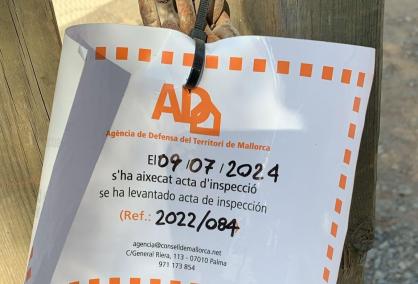 AD
Agència de Defensa del Territori de Mallorca
El 09/07/2024
s'ha aixecat acta d'inspecció
se ha levantado acta de inspección
(Ref.: 2022/084
agencia@conselldemallorca.net
C/General Riera, 113 - 07010 Palma
971 173 854